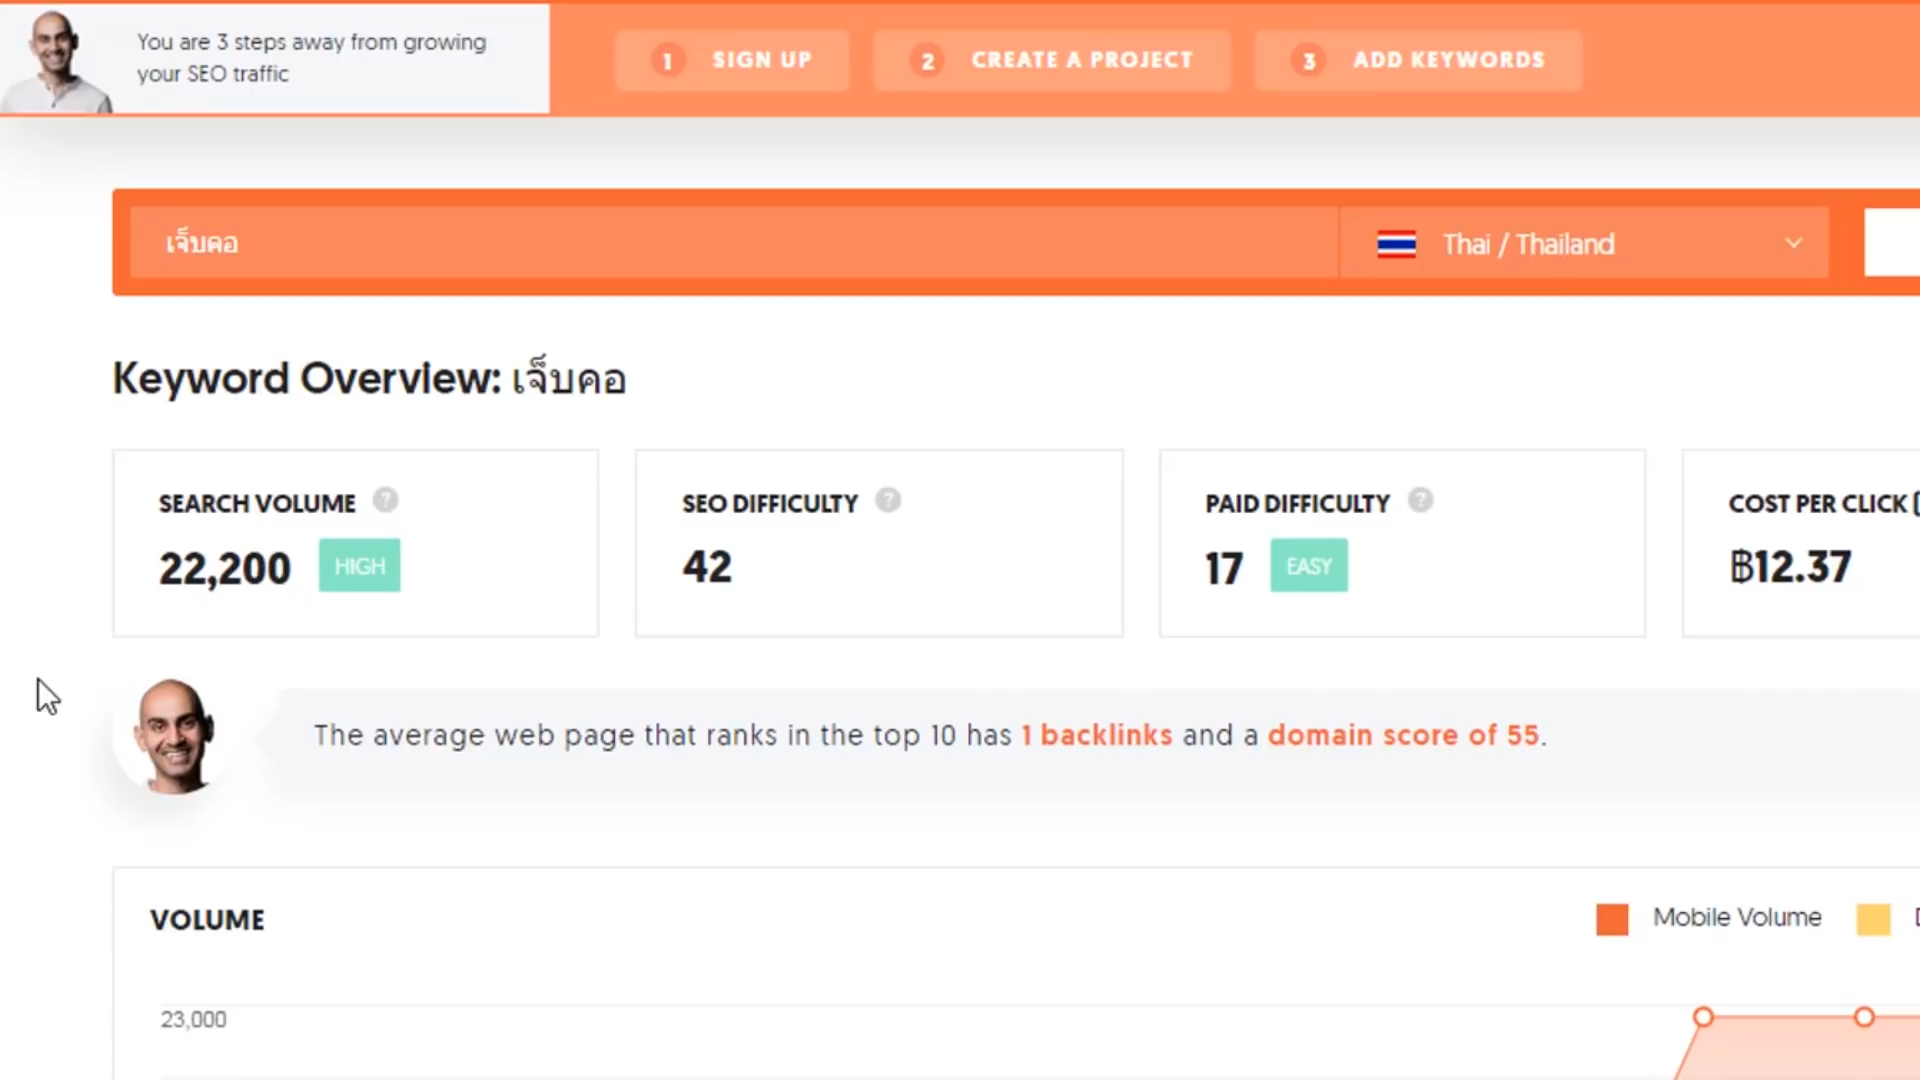 You are 3 steps away from growing
your SEO traffic
1 SIGN UP
2 CREATE A PROJECT
3 ADD KEYWORDS
เจ็บคอ
Thai / Thailand
Keyword Overview: เจ็บคอ
SEARCH VOLUME ?
22,200 HIGH
SEO DIFFICULTY ?
42
PAID DIFFICULTY ?
17 EASY
COST PER CLICK
฿12.37
The average web page that ranks in the top 10 has 1 backlinks and a domain score of 55.
VOLUME
Mobile Volume
23,000